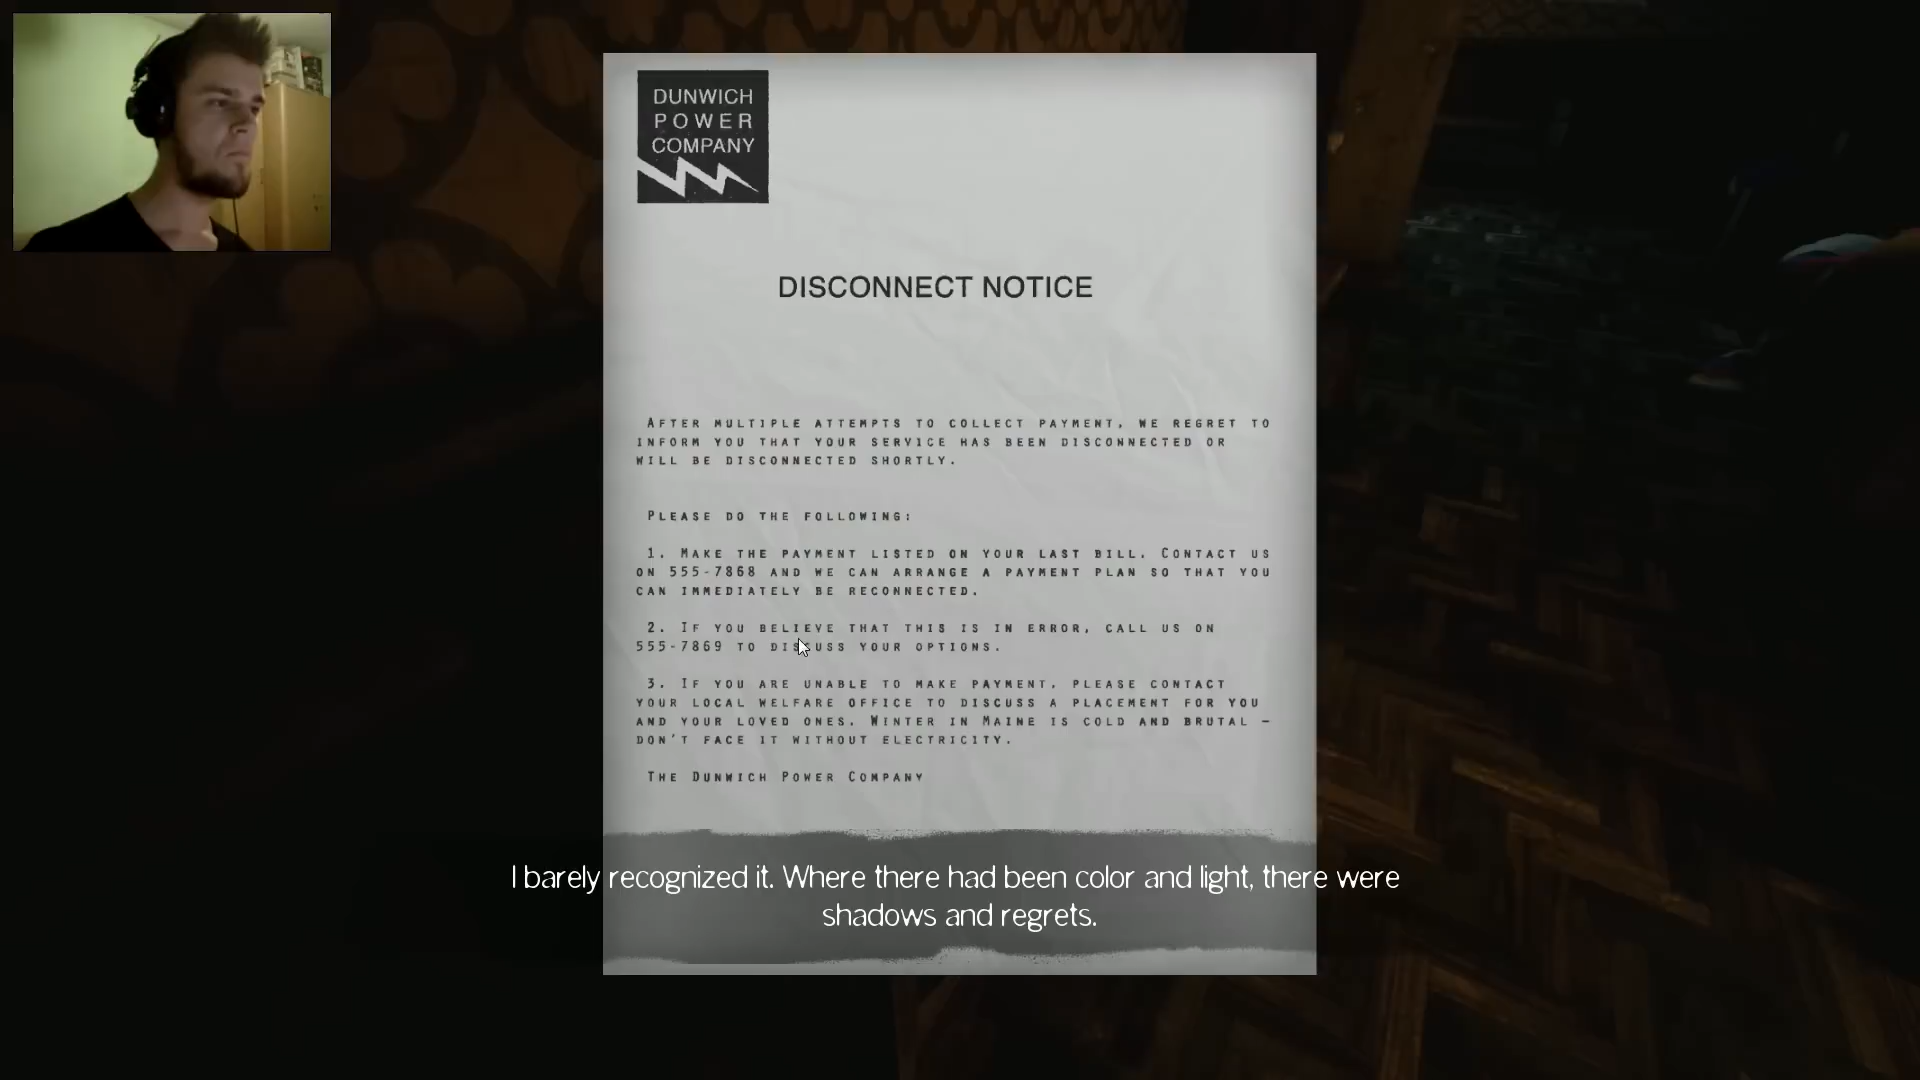 DUNWICH
POWER
COMPANY
DISCONNECT NOTICE
AFTER MULTIPLE ATTEMPTS TO COLLECT PAYMENT, WE REGRET TO
INFORM YOU THAT YOUR SERVICE HAS BEEN DISCONNECTED OR
WILL BE DISCONNECTED SHORTLY.
PLEASE DO THE FOLLOWING:
1. MAKE THE PAYMENT LISTED ON YOUR LAST BILL. CONTACT US
ON 555-7868 AND WE CAN ARRANGE A PAYMENT PLAN SO THAT YOU
CAN IMMEDIATELY BE RECONNECTED.
2. IF YOU BELIEVE THAT THIS IS IN ERROR, CALL US ON
555-7869 TO DISCUSS YOUR OPTIONS.
3. IF YOU ARE UNABLE TO MAKE PAYMENT, PLEASE CONTACT
YOUR LOCAL WELFARE OFFICE TO DISCUSS A PLACEMENT FOR YOU
AND YOUR LOVED ONES. WINTER IN MAINE IS COLD AND BRUTAL –
DON'T FACE IT WITHOUT ELECTRICITY.
THE DUNWICH POWER COMPANY
I barely recognized it. Where there had been color and light, there were
shadows and regrets.